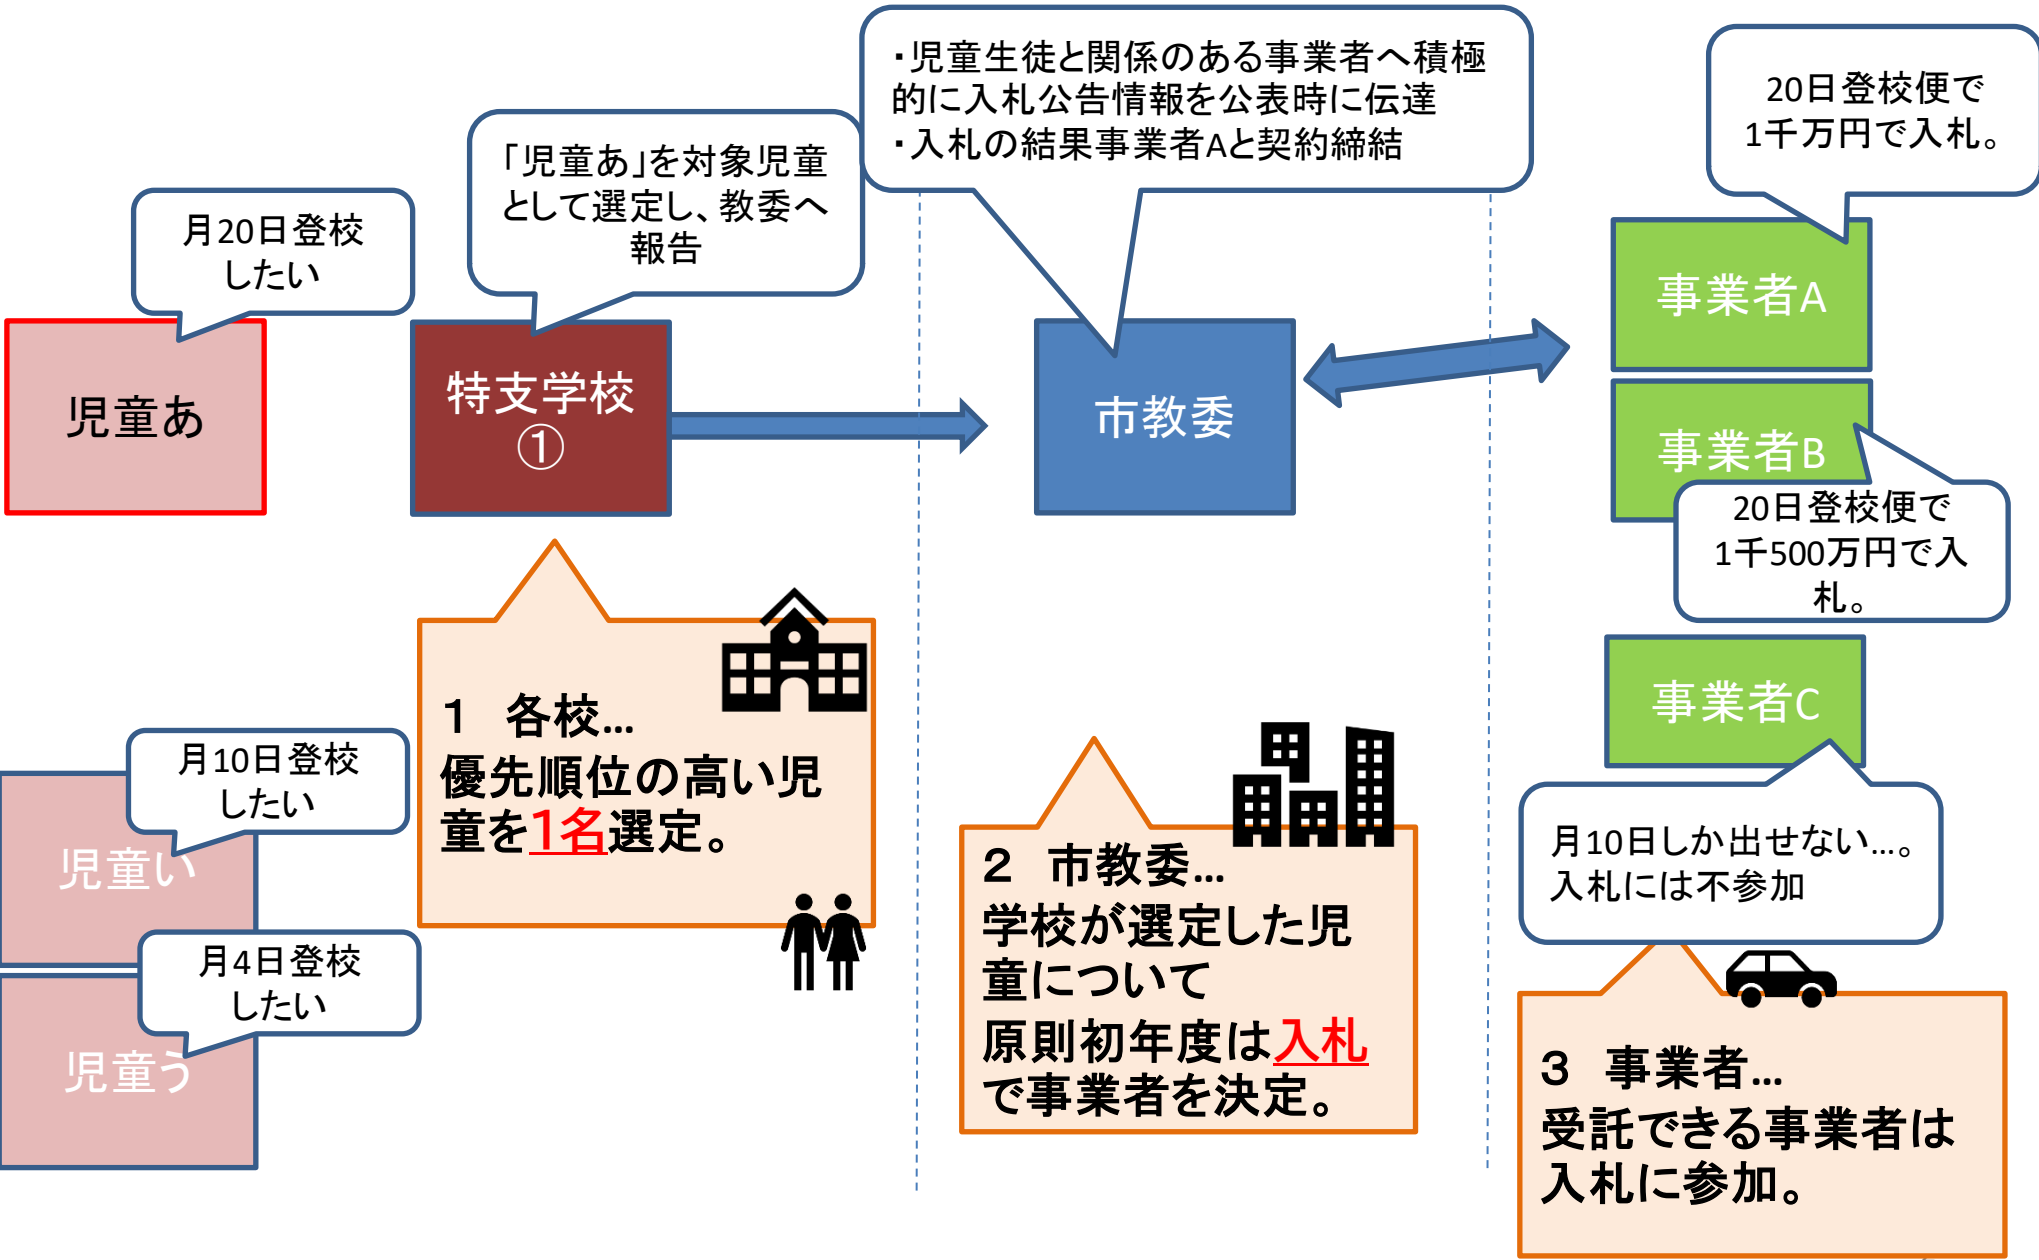 ・児童生徒と関係のある事業者へ積極
的に入札公告情報を公表時に伝達
・入札の結果事業者Aと契約締結
20日登校便で
1千万円で入札。
「児童あ」を対象児童
として選定し、教委へ
報告
月20日登校
したい
事業者A
児童あ
特支学校
①
市教委
事業者B
20日登校便で
1千500万円で入
札。
事業者C
1　各校…
優先順位の高い児
童を1名選定。
月10日登校
したい
児童い
月4日登校
したい
児童う
2　市教委…
学校が選定した児
童について
原則初年度は入札
で事業者を決定。
月10日しか出せない…。
入札には不参加
3　事業者…
受託できる事業者は
入札に参加。